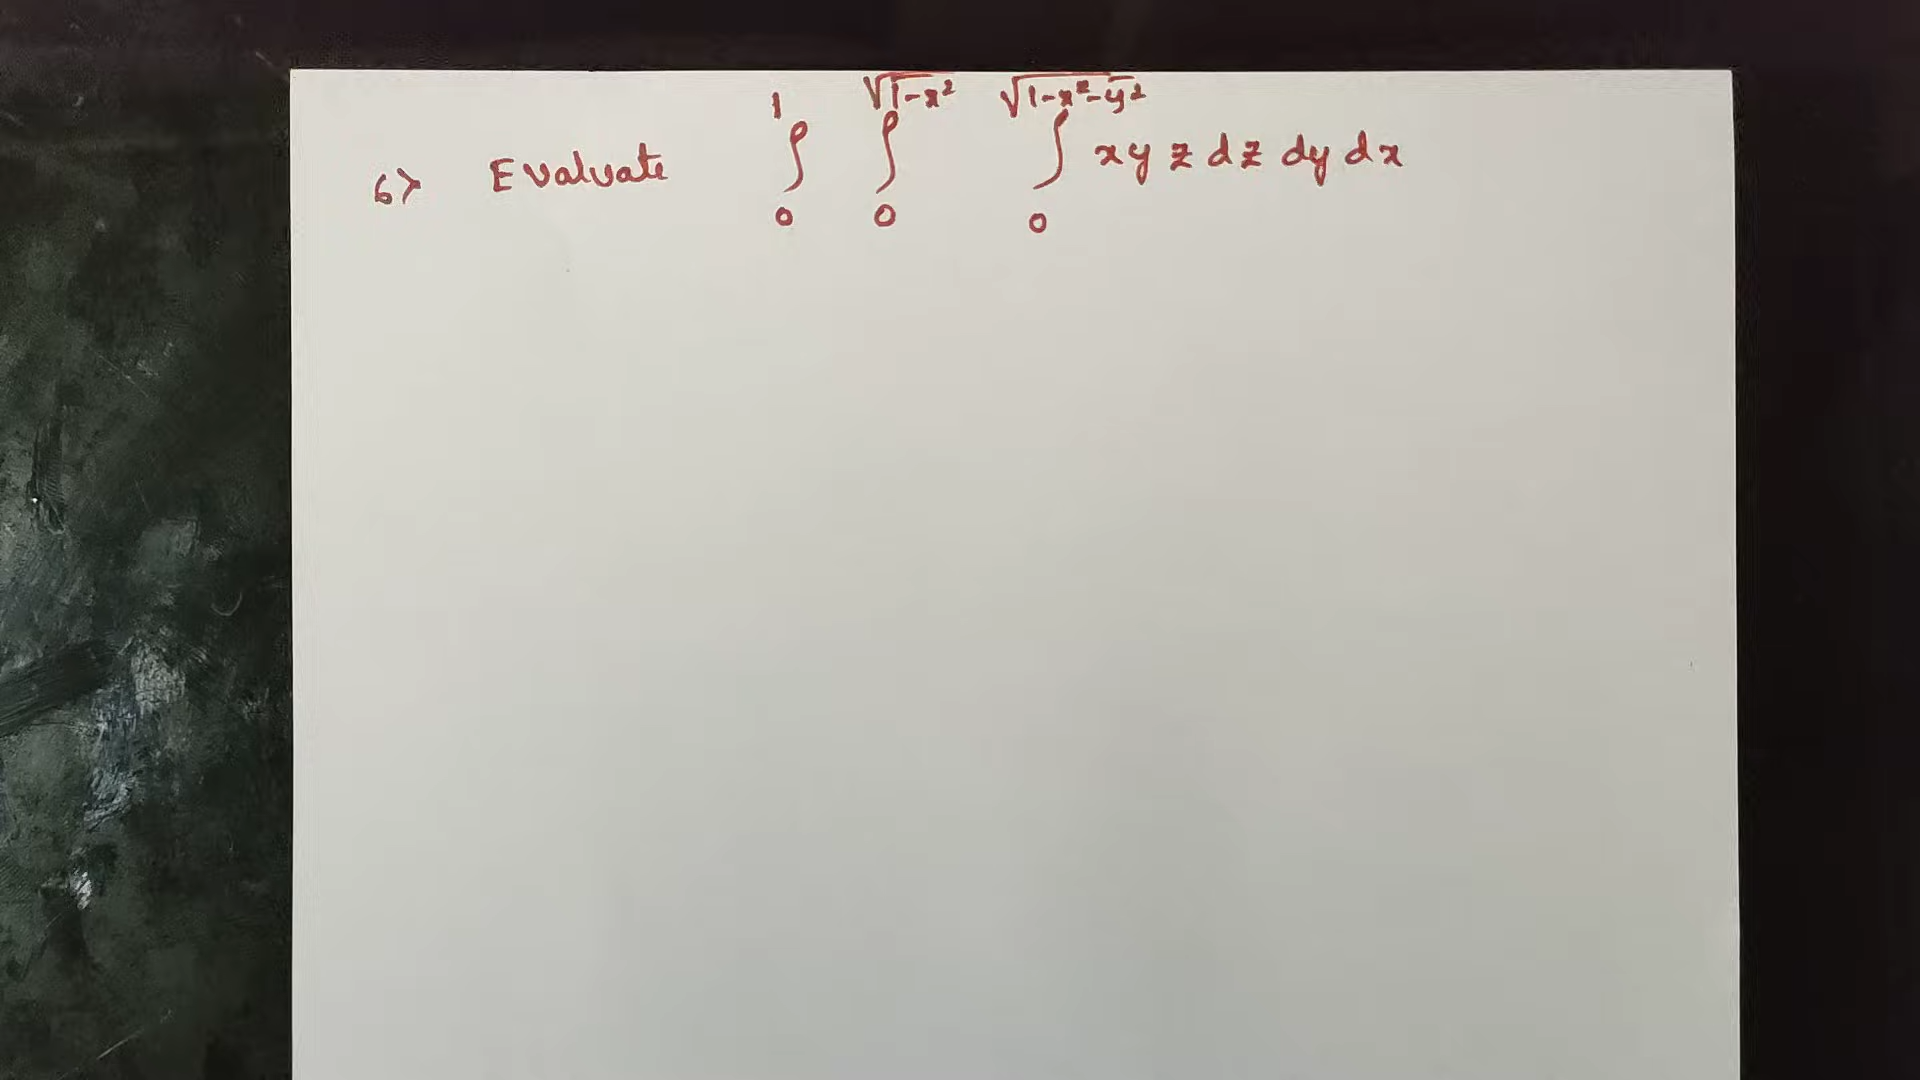 6> Evaluate ∫₀¹ ∫₀^√(1-x²) ∫₀^√(1-x²-y²) xyz dz dy dx